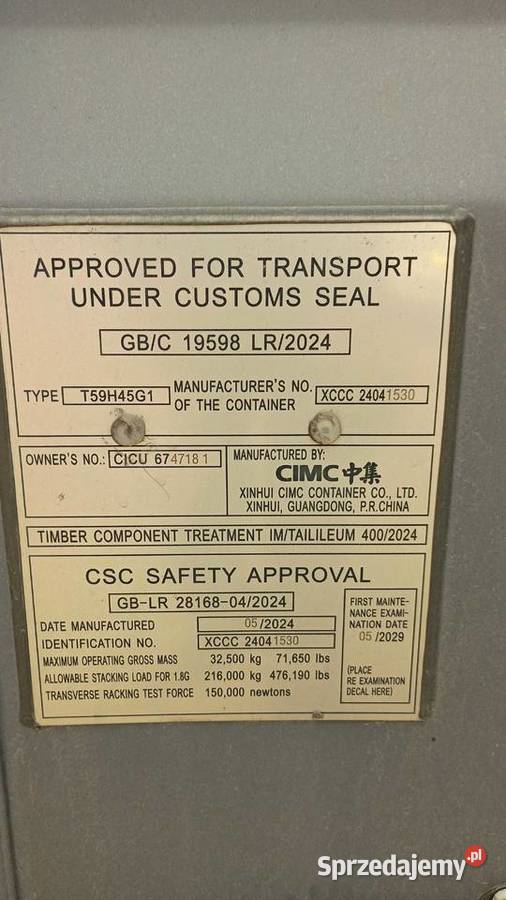 APPROVED FOR TRANSPORT
UNDER CUSTOMS SEAL
GB/C 19598 LR/2024
TYPE T59H45G1
MANUFACTURER'S NO.
OF THE CONTAINER
XCCC 24041530
OWNER'S NO.: CICU 674718 1
MANUFACTURED BY:
CIMC中集
XINHUI CIMC CONTAINER CO., LTD.
XINHUI, GUANGDONG, P.R.CHINA
TIMBER COMPONENT TREATMENT IM/TAILILEUM 400/2024
CSC SAFETY APPROVAL
GB-LR 28168-04/2024
DATE MANUFACTURED 05/2024
IDENTIFICATION NO. XCCC 24041530
MAXIMUM OPERATING GROSS MASS 32,500 kg 71,650 lbs
ALLOWABLE STACKING LOAD FOR 1.8G 216,000 kg 476,190 lbs
TRANSVERSE RACKING TEST FORCE 150,000 newtons
FIRST MAINTE-
NANCE EXAMI-
NATION DATE
05 /2029
(PLACE
RE EXAMINATION
DECAL HERE)
Sprzedajemy.pl